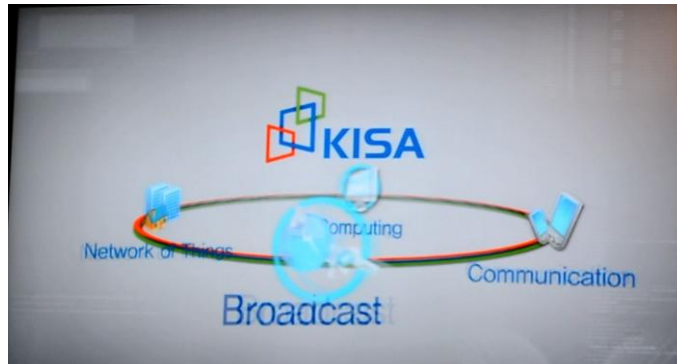 KISA
Computing
Network of Things
Communication
Broadcast